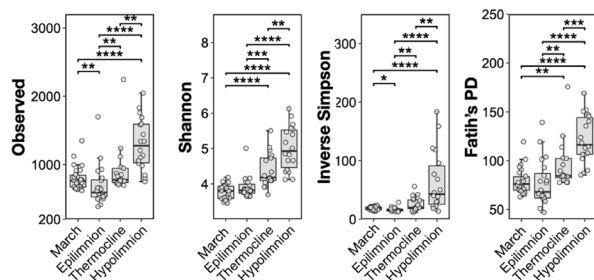 Observed
3000
2000
1000
200
**
****
**
****
**
March
Epilimnion
Thermocline
Hypolimnion
Shannon
8
7
6
5
4
**
****
***
****
****
March
Epilimnion
Thermocline
Hypolimnion
Inverse Simpson
300
200
100
0
**
****
**
****
*
March
Epilimnion
Thermocline
Hypolimnion
Fatih's PD
250
200
150
100
50
***
****
**
****
**
March
Epilimnion
Thermocline
Hypolimnion